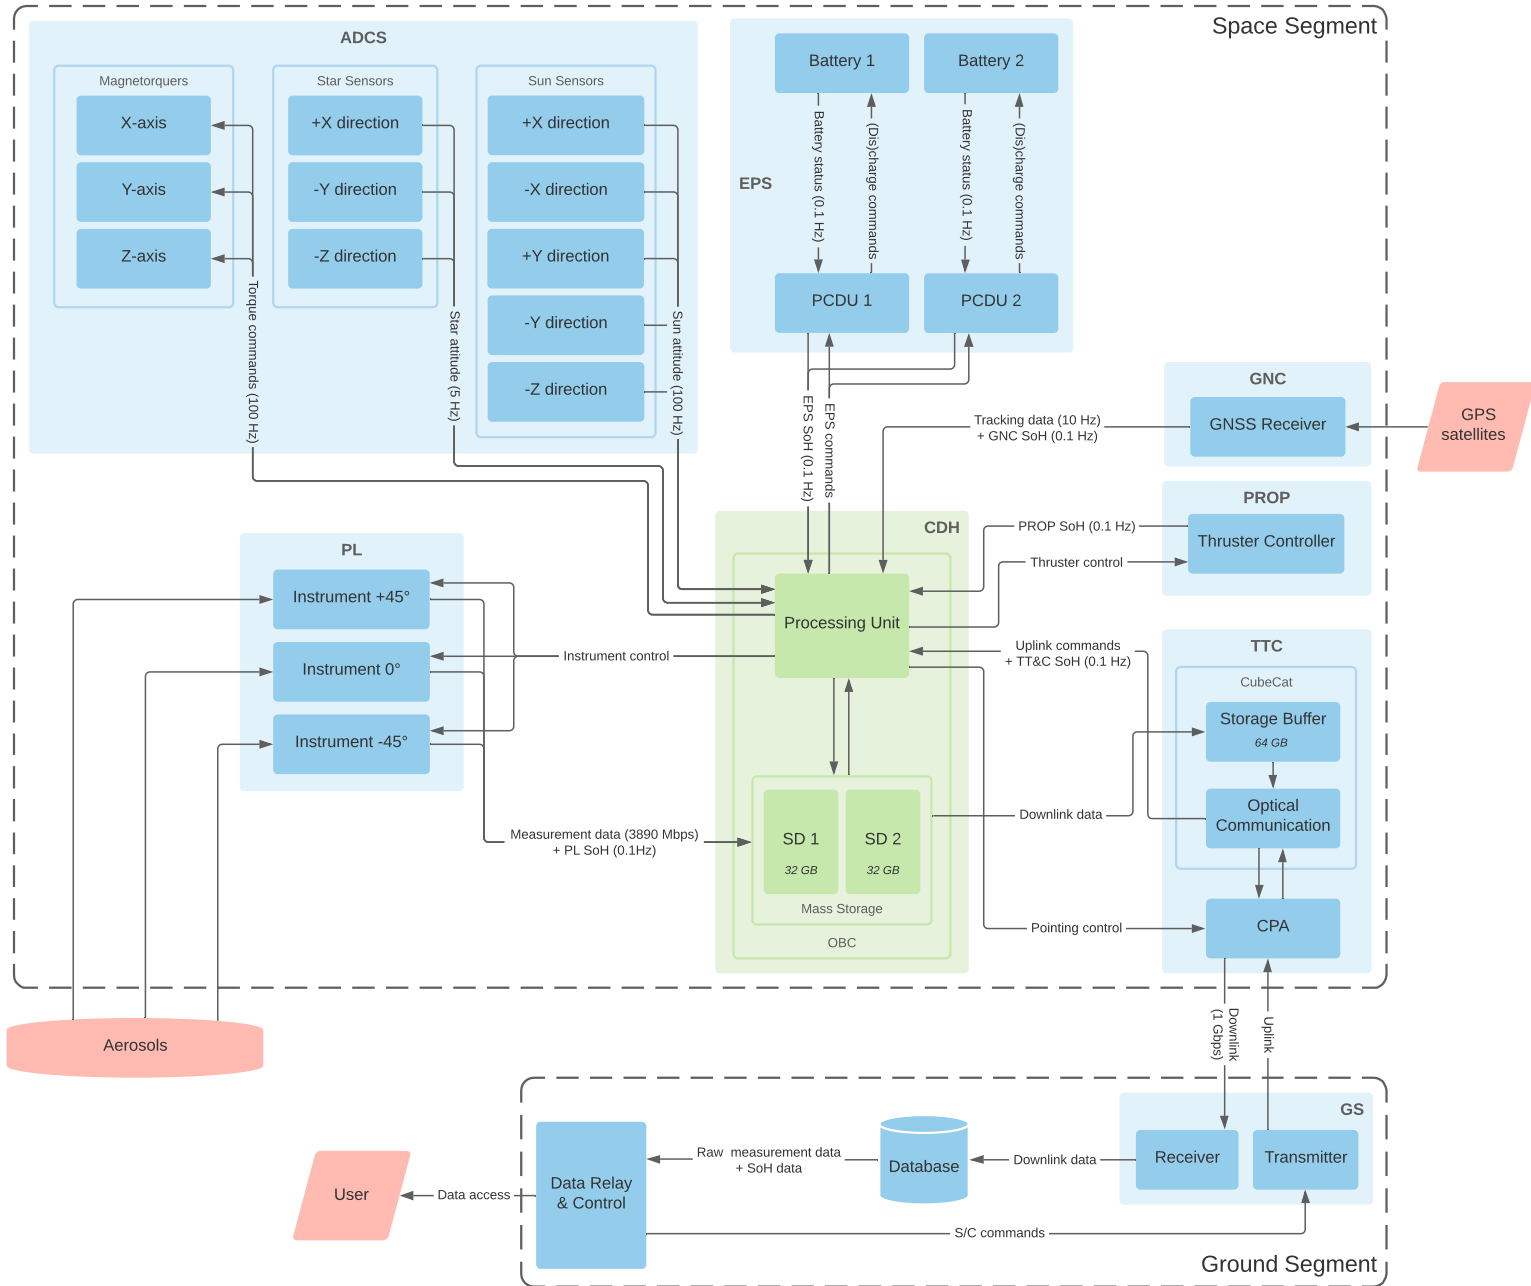 Space Segment
ADCS
Magnetorquers
X-axis
Y-axis
Z-axis
Star Sensors
+X direction
-Y direction
-Z direction
Sun Sensors
+X direction
-X direction
+Y direction
-Y direction
-Z direction
Torque commands (100 Hz)
Star attitude (5 Hz)
Sun attitude (100 Hz)
EPS
Battery 1
Battery 2
Battery status (0.1 Hz)
(Dis)charge commands
Battery status (0.1 Hz)
(Dis)charge commands
PCDU 1
PCDU 2
EPS SoH (0.1 Hz)
EPS commands
GNC
GNSS Receiver
GPS
satellites
Tracking data (10 Hz)
+ GNC SoH (0.1 Hz)
PROP
Thruster Controller
PROP SoH (0.1 Hz)
Thruster control
CDH
Processing Unit
PL
Instrument +45°
Instrument 0°
Instrument -45°
Instrument control
Uplink commands
+ TT&C SoH (0.1 Hz)
TTC
CubeCat
Storage Buffer
64 GB
Optical
Communication
CPA
Measurement data (3890 Mbps)
+ PL SoH (0.1Hz)
SD 1
32 GB
SD 2
32 GB
Mass Storage
OBC
Downlink data
Pointing control
Aerosols
Downlink
(1 Gbps)
Uplink
GS
Receiver
Transmitter
Downlink data
Database
Raw  measurement data
+ SoH data
Data Relay
& Control
Data access
User
S/C commands
Ground Segment